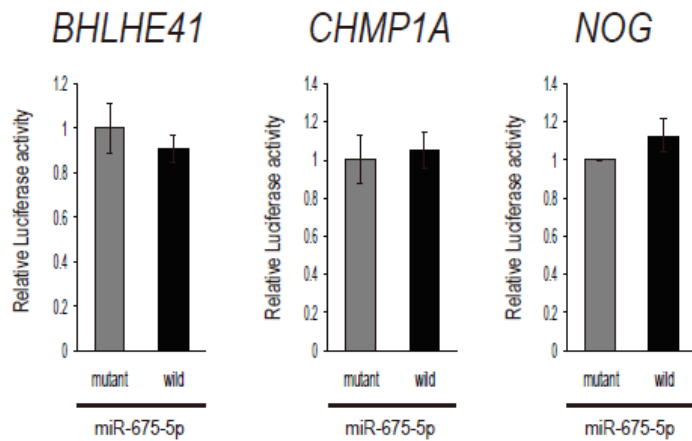 BHLHE41
Relative Luciferase activity
1.2
1
0.8
0.6
0.4
0.2
0
mutant wild
miR-675-5p
CHMP1A
Relative Luciferase activity
1.4
1.2
1
0.8
0.6
0.4
0.2
0
mutant wild
miR-675-5p
NOG
Relative Luciferase activity
1.4
1.2
1
0.8
0.6
0.4
0.2
0
mutant wild
miR-675-5p